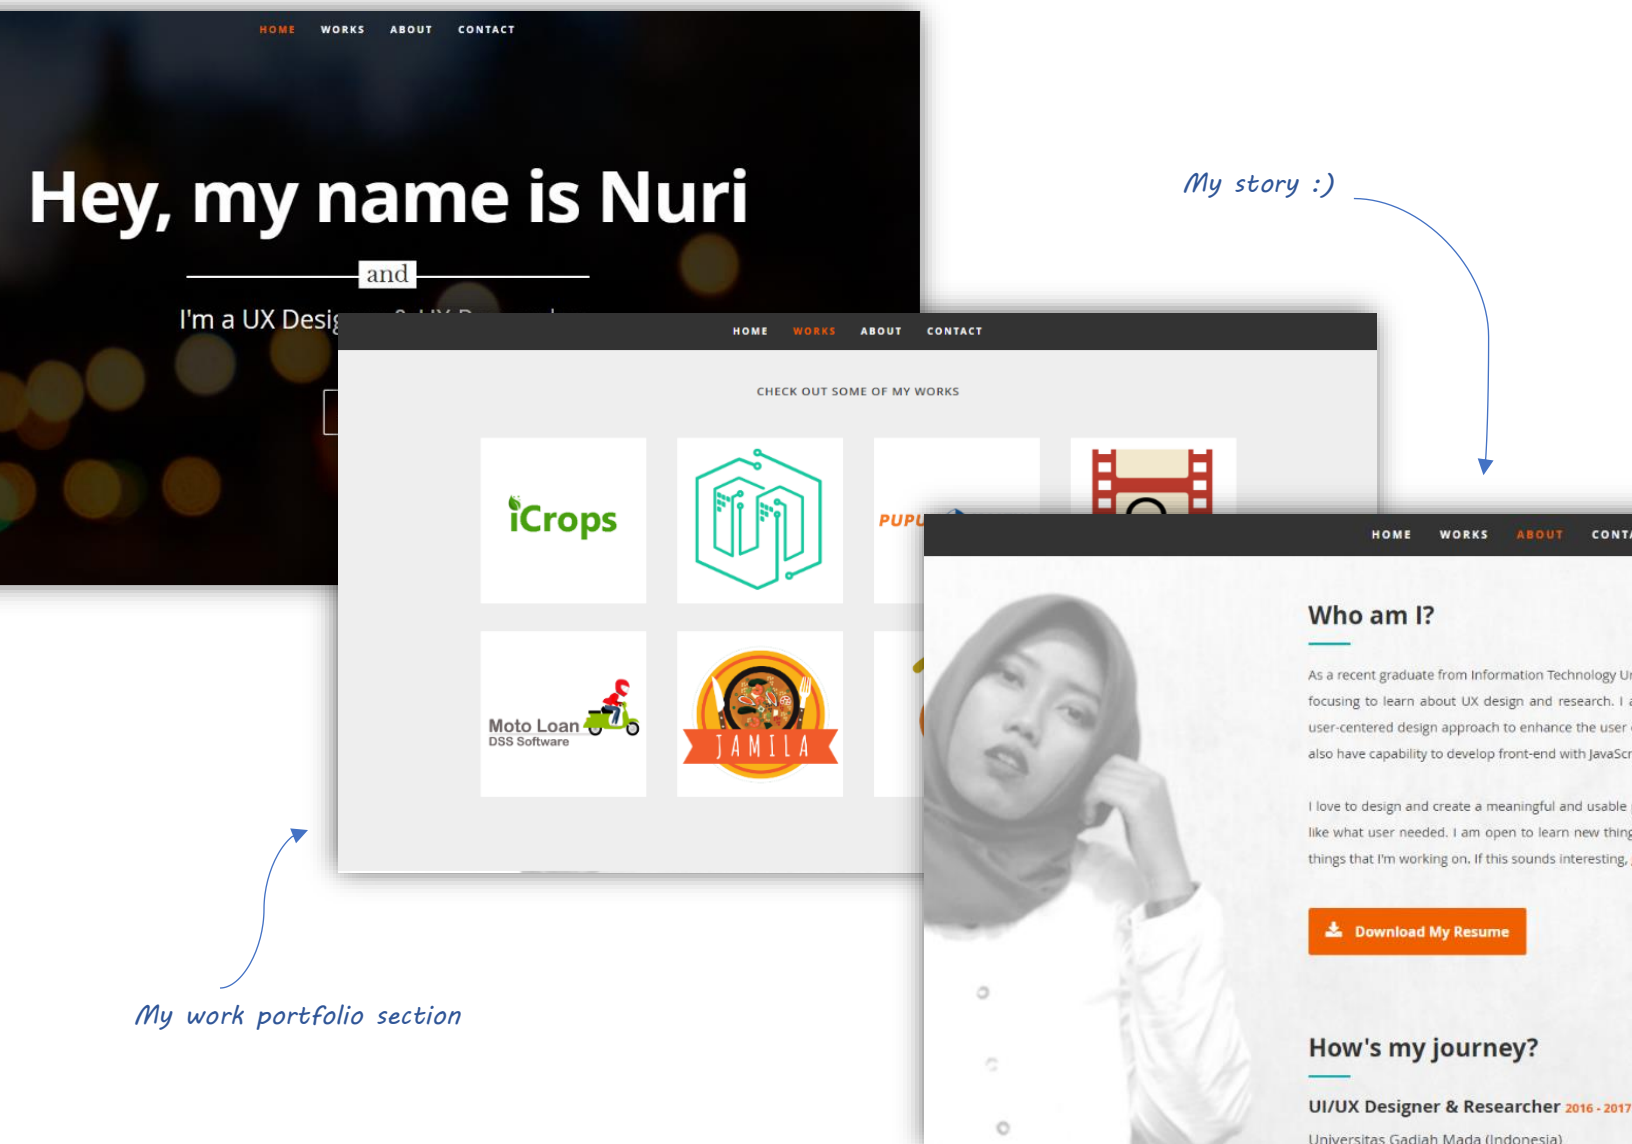 HOME WORKS ABOUT CONTACT
Hey, my name is Nuri
and
I'm a UX
My story :)
HOME WORKS ABOUT CONTACT
CHECK OUT SOME OF MY WORKS
iCrops
Moto Loan
DSS Software
JAMILA
My work portfolio section
HOME WORKS ABOUT
Who am I?
As a recent graduate from Information Technology
focusing to learn about UX design and research. I
user-centered design approach to enhance the user
also have capability to develop front-end with
I love to design and create a meaningful and usable
like what user needed. I am open to learn new
things that I'm working on. If this sounds interesting,
Download My Resume
How's my journey?
UI/UX Designer & Researcher 2016 - 2017
Universitas Gadjah Mada (Indonesia)